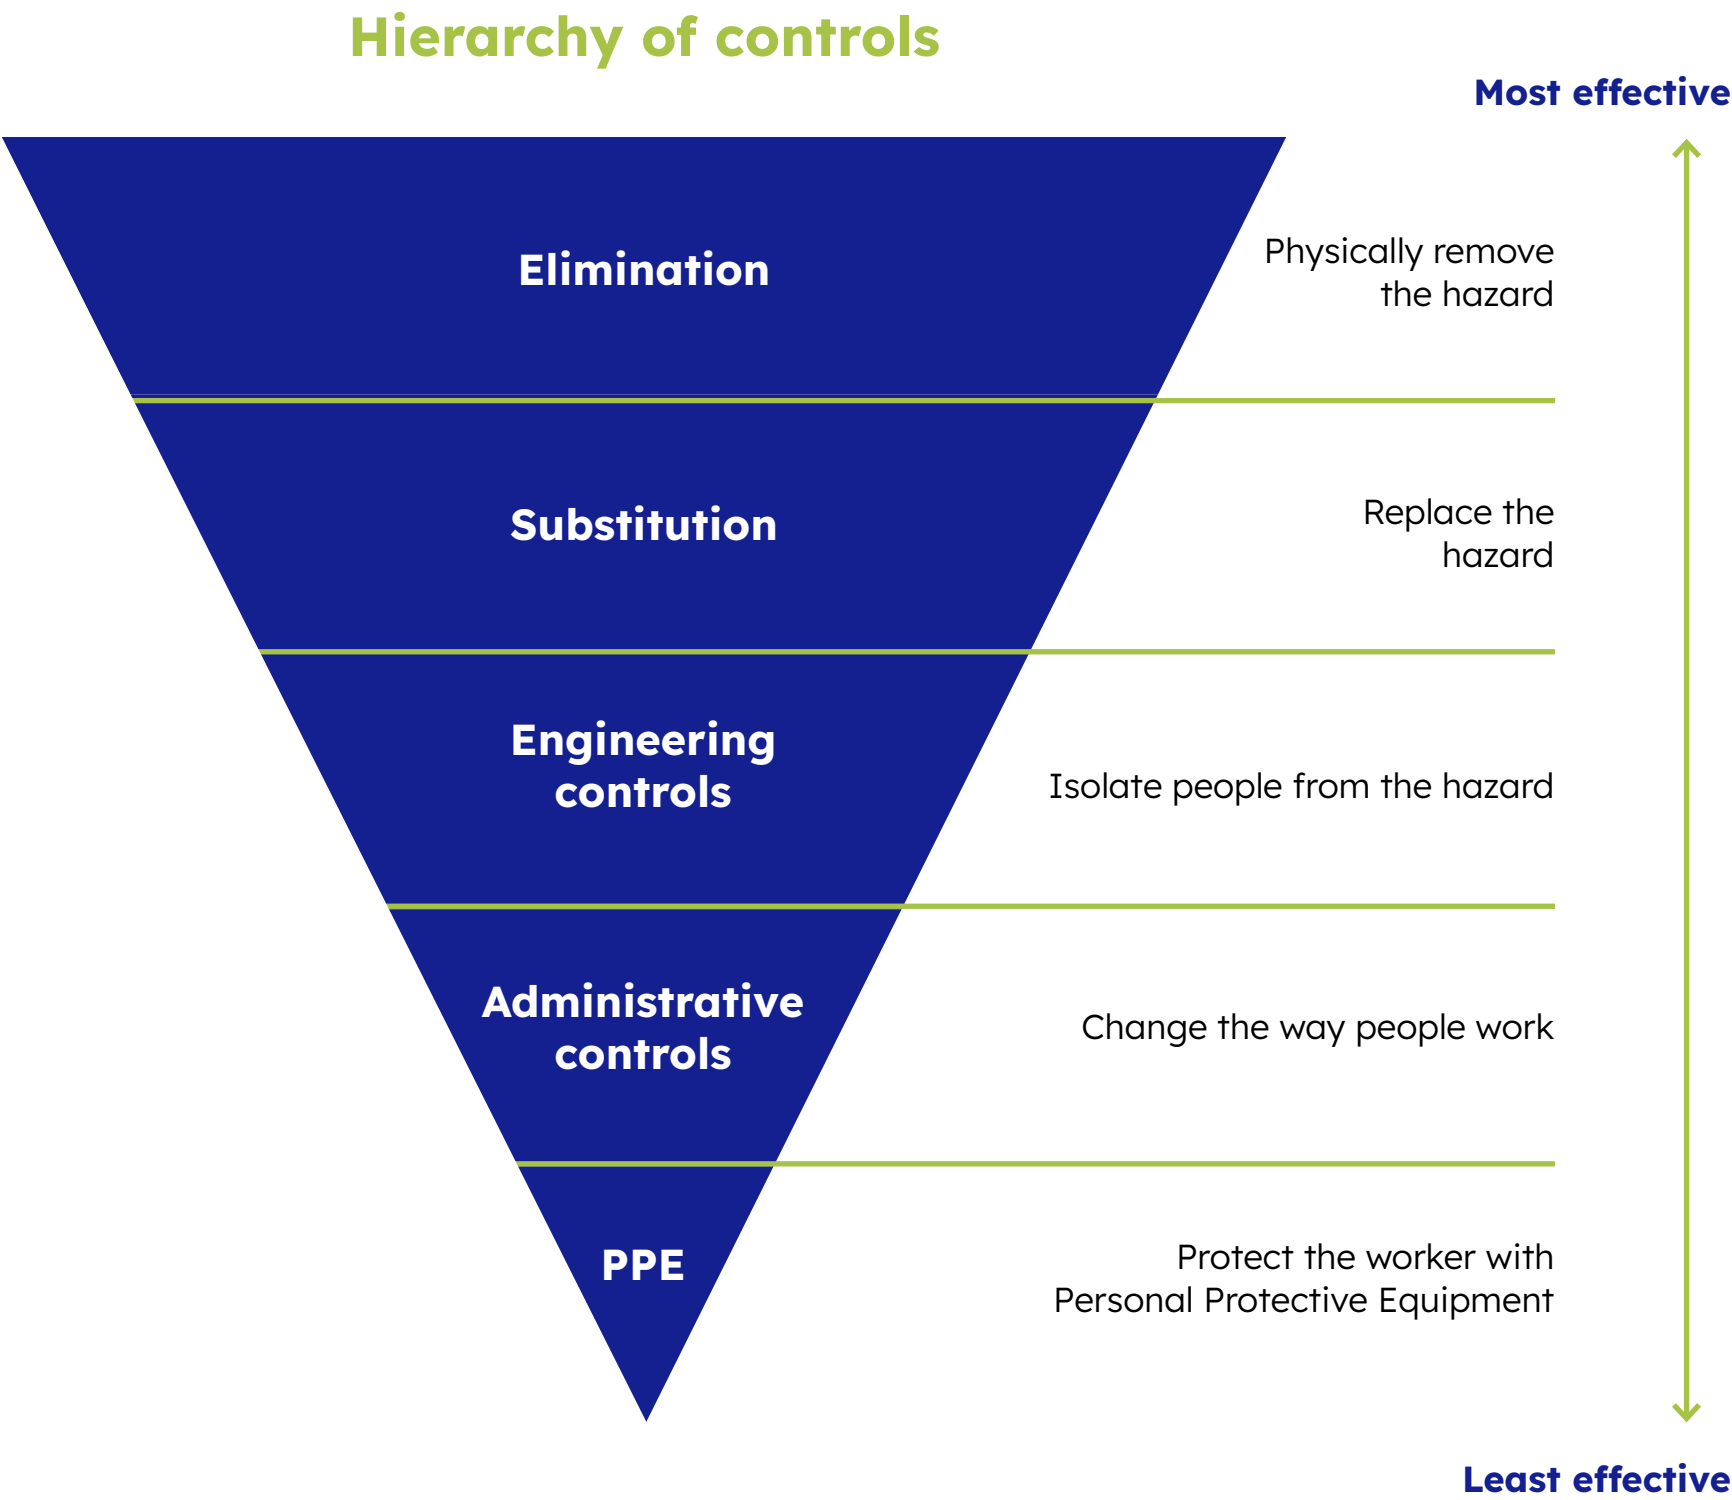 Hierarchy of controls
Most effective
Elimination
Physically remove
the hazard
Substitution
Replace the
hazard
Engineering
controls
Isolate people from the hazard
Administrative
controls
Change the way people work
PPE
Protect the worker with
Personal Protective Equipment
Least effective